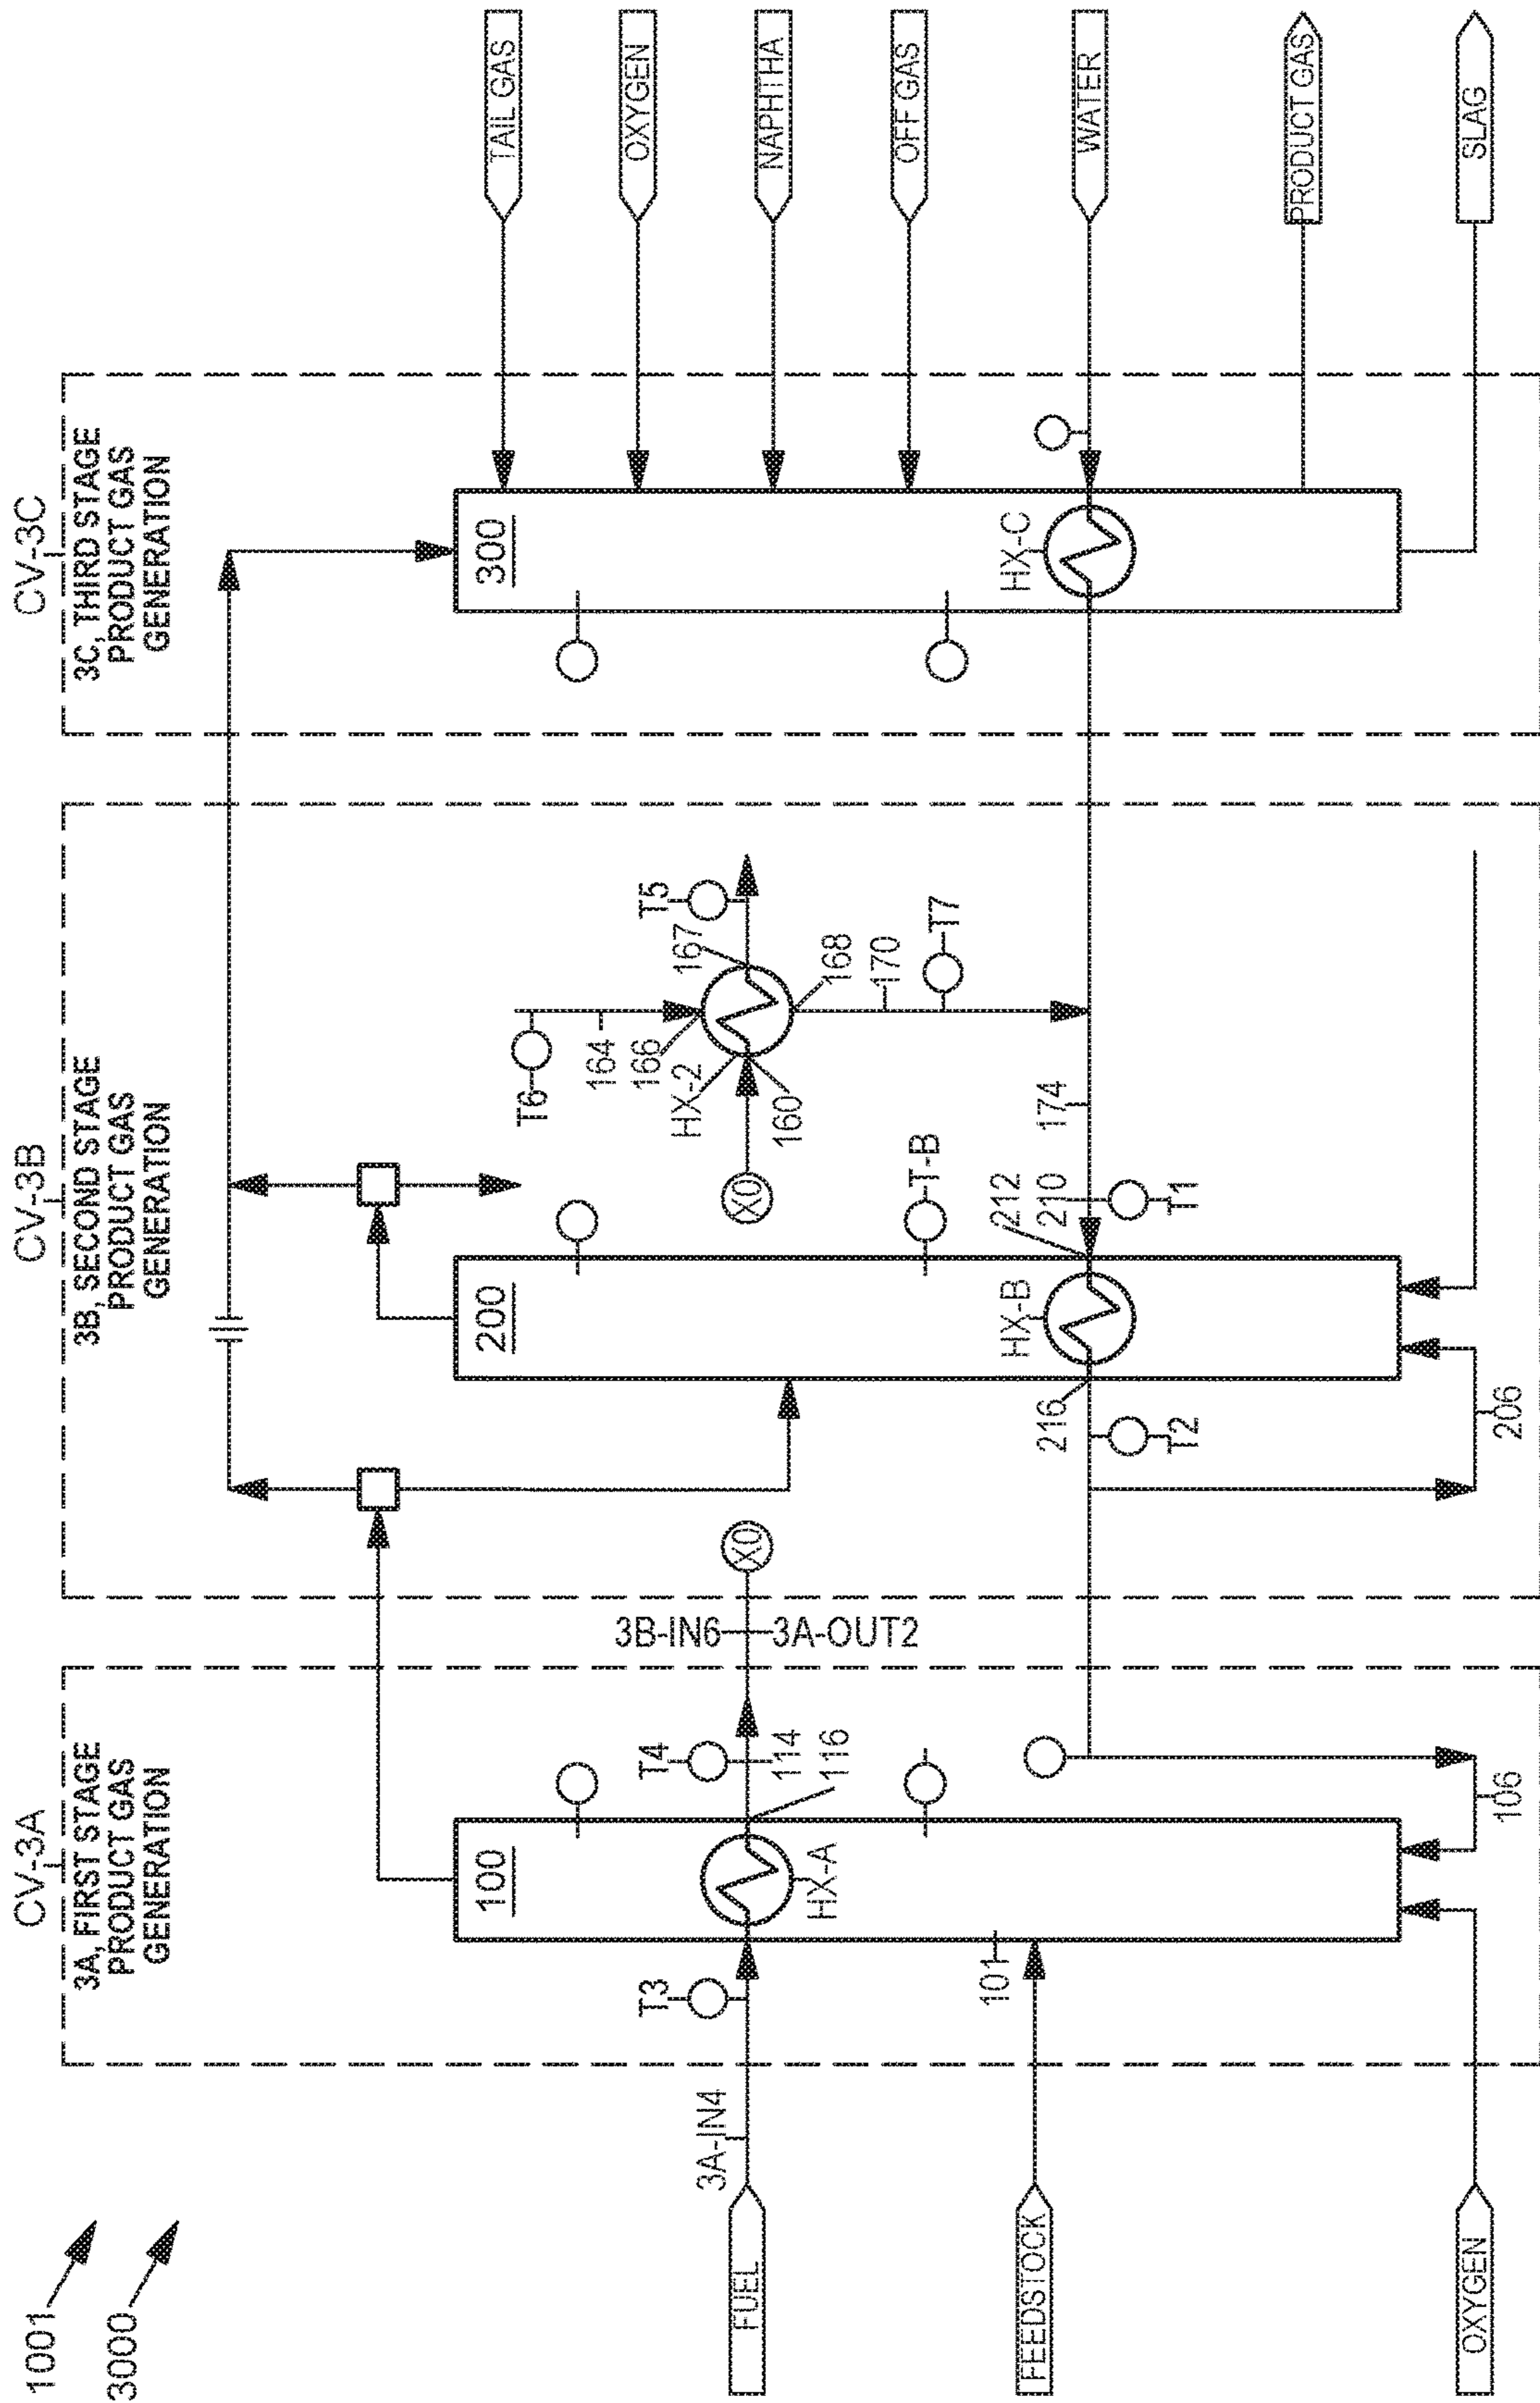 1001
3000
CV-3A
3A, FIRST STAGE
PRODUCT GAS
GENERATION
CV-3B
3B, SECOND STAGE
PRODUCT GAS
GENERATION
CV-3C
3C, THIRD STAGE
PRODUCT GAS
GENERATION
FUEL
3A-IN4
FEEDSTOCK
OXYGEN
T3
100
HX-A
101
T4
114
116
106
3B-IN6
3A-OUT2
X0
200
HX-B
216
T2
206
T-B
212
210
T1
174
X0
160
HX-2
166
164
T6
167
T5
168
170
T7
300
HX-C
TAIL GAS
OXYGEN
NAPHTHA
OFF GAS
WATER
PRODUCT GAS
SLAG